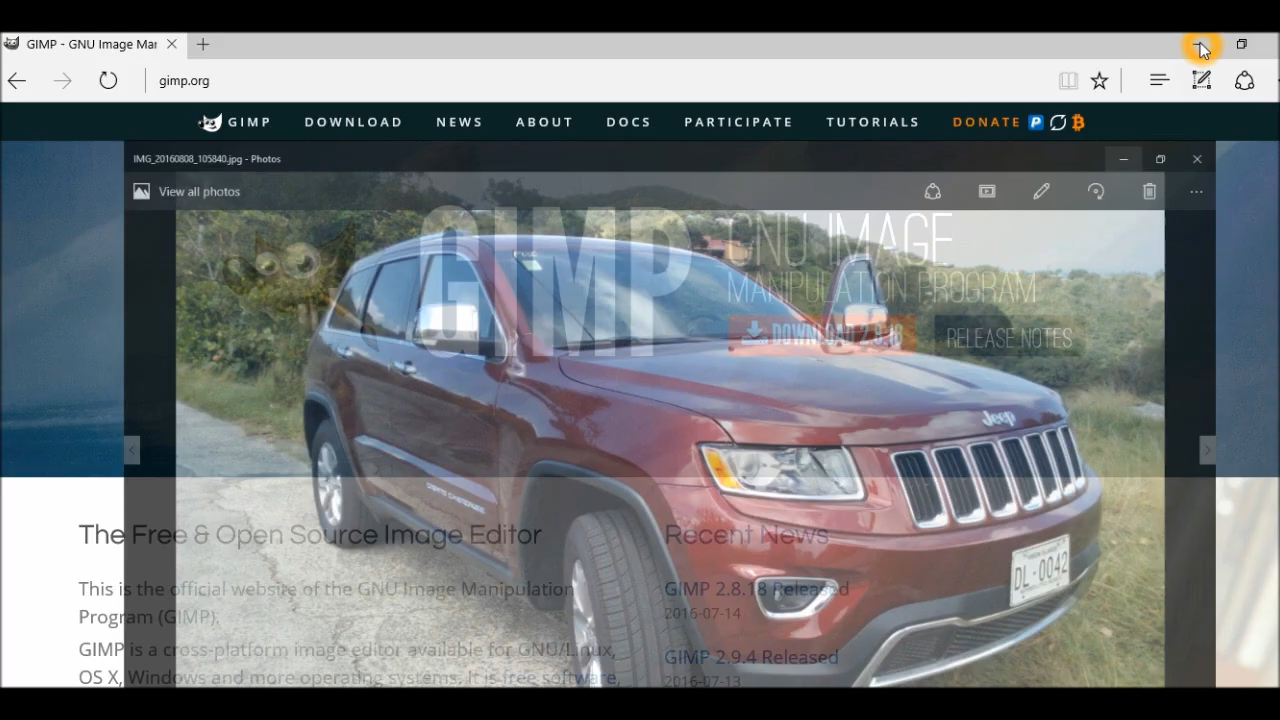 GIMP - GNU Image Mar
gimp.org
GIMP DOWNLOAD NEWS ABOUT DOCS PARTICIPATE TUTORIALS DONATE
IMG_20160808_105840.jpg - Photos
View all photos
GIMP
GNU IMAGE
MANIPULATION PROGRAM
DOWNLOAD 2.8.18
RELEASE NOTES
Jeep
DL-0042
The Free & Open Source Image Editor
This is the official website of the GNU Image Manipulation
Program (GIMP).
GIMP is a cross-platform image editor available for GNU/Linux,
OS X, Windows and more operating systems. It is free software,
Recent News
GIMP 2.8.18 Released
2016-07-14
GIMP 2.9.4 Released
2016-07-13